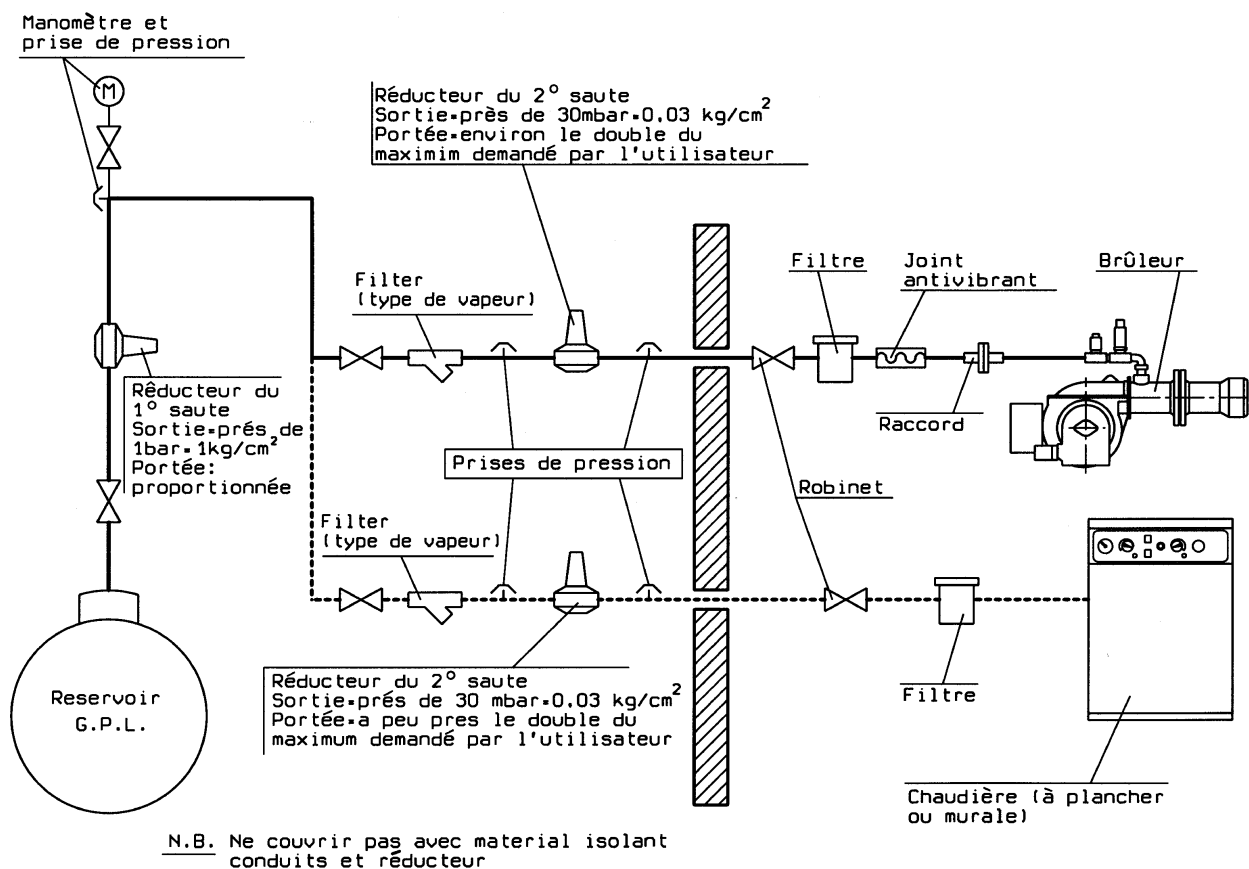 Manomètre et
prise de pression
M
Réducteur du 2° saute
Sortie=près de 30mbar=0,03 kg/cm²
Portée=environ le double du
maximim demandé par l'utilisateur
Filter
(type de vapeur)
Filtre
Joint
antivibrant
Brûleur
Rêducteur du
1° saute
Sortie=prés de
1bar=1kg/cm²
Portée:
proportionnée
Raccord
Prises de pression
Robinet
Filter
(type de vapeur)
Reservoir
G.P.L.
Réducteur du 2° saute
Sortie=prés de 30 mbar=0,03 kg/cm²
Portée=a peu pres le double du
maximum demandé par l'utilisateur
Filtre
Chaudière (à plancher
ou murale)
N.B. Ne couvrir pas avec material isolant
conduits et réducteur